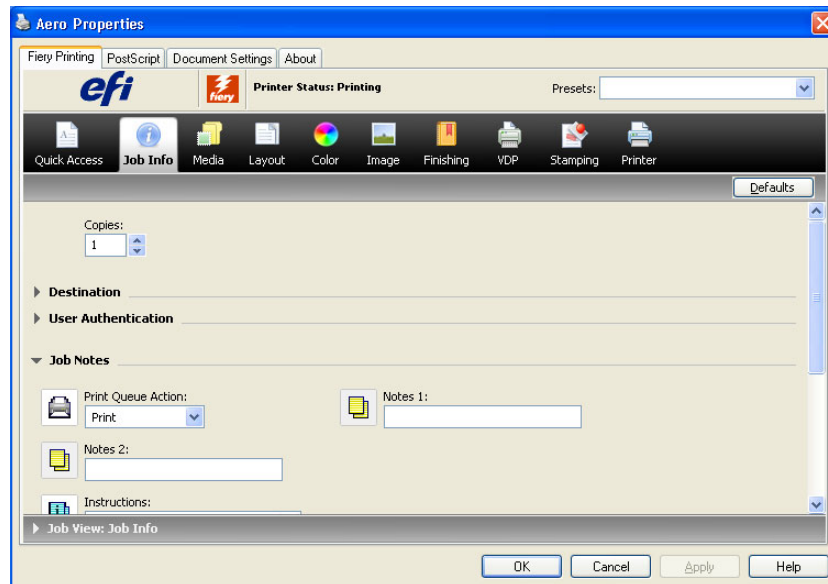 Aero Properties
Fiery Printing PostScript Document Settings About
efi fiery Printer Status: Printing Presets:
Quick Access Job Info Media Layout Color Image Finishing VDP Stamping Printer
Defaults
Copies:
1
Destination
User Authentication
Job Notes
Print Queue Action: Notes 1:
Print
Notes 2:
Instructions:
Job View: Job Info
OK Cancel Apply Help